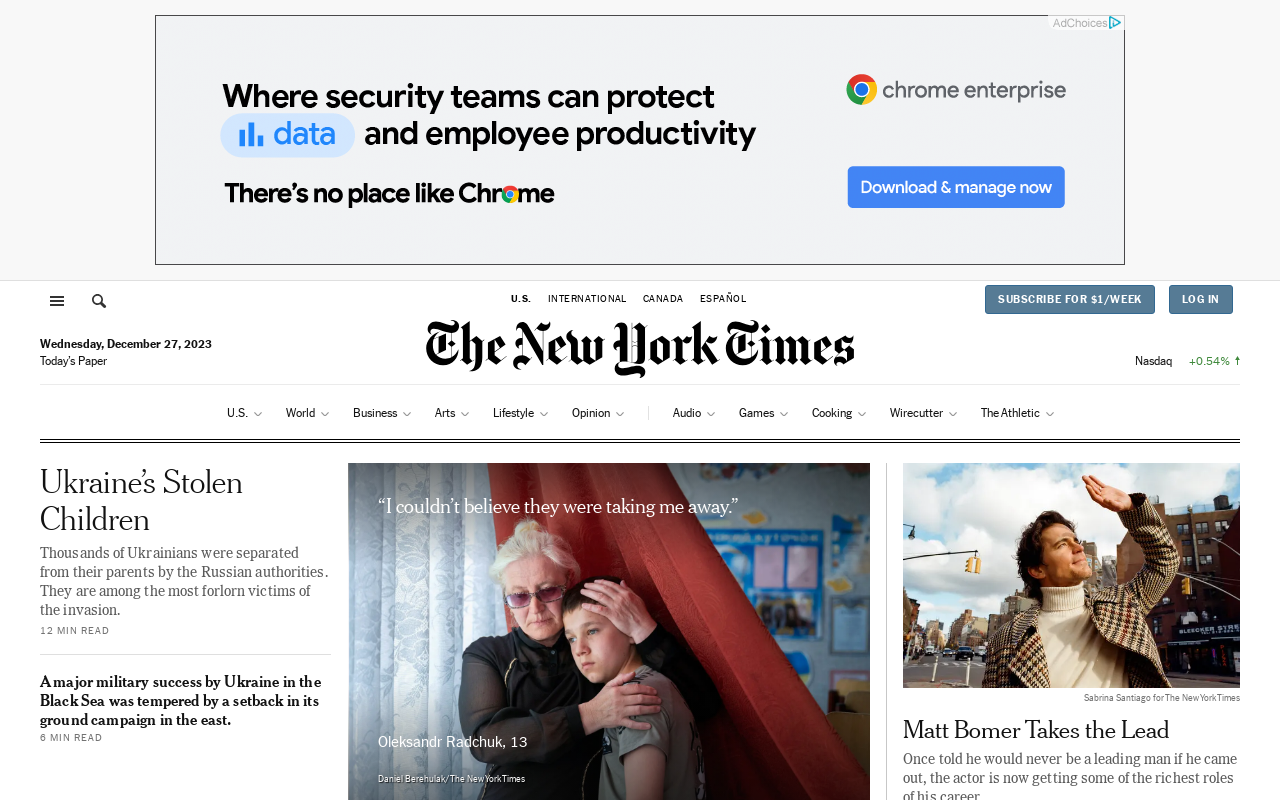 AdChoices
Where security teams can protect
data and employee productivity
There's no place like Chrome
chrome enterprise
Download & manage now
U.S. INTERNATIONAL CANADA ESPAÑOL
SUBSCRIBE FOR $1/WEEK LOG IN
The New York Times
Wednesday, December 27, 2023
Today's Paper
Nasdaq +0.54%
U.S. World Business Arts Lifestyle Opinion Audio Games Cooking Wirecutter The Athletic
Ukraine's Stolen
Children
Thousands of Ukrainians were separated
from their parents by the Russian authorities.
They are among the most forlorn victims of
the invasion.
12 MIN READ
A major military success by Ukraine in the
Black Sea was tempered by a setback in its
ground campaign in the east.
6 MIN READ
“I couldn't believe they were taking me away.”
Oleksandr Radchuk, 13
Daniel Berehulak/The New York Times
BLEECKER STRE
Sabrina Santiago for The New York Times
Matt Bomer Takes the Lead
Once told he would never be a leading man if he came
out, the actor is now getting some of the richest roles
of his career.